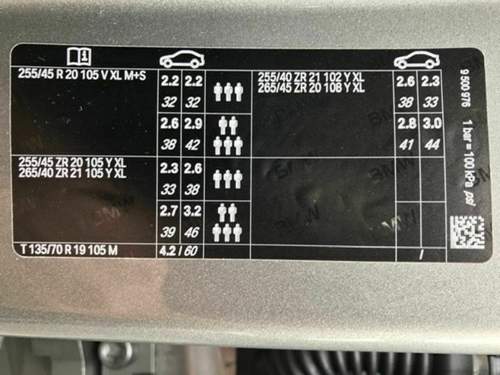 1
255/45 R 20 105 V XL M+S 2.2 2.2 255/40 ZR 21 102 Y XL 2.6 2.3
32 32 265/45 ZR 20 108 Y XL 38 33
2.6 2.9 2.8 3.0
38 42 41 44
255/45 ZR 20 105 Y XL 2.3 2.6
265/40 ZR 21 105 Y XL 33 38
2.7 3.2
39 46
T 135/70 R 19 105 M 4.2 / 60 /
9 500 976
1 bar = 100 kPa psi
BMW